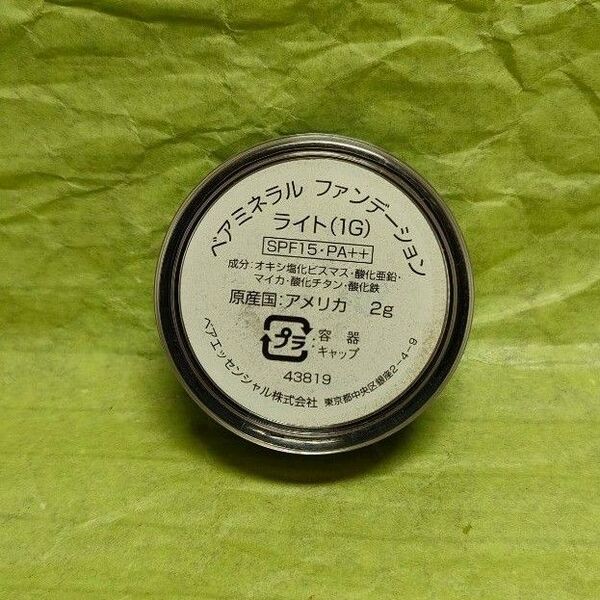 ベアミネラル ファンデーション
ライト(1G)
SPF15・PA++
成分:オキシ塩化ビスマス・酸化亜鉛・
マイカ・酸化チタン・酸化鉄
原産国:アメリカ 2g
プラ :容器
キャップ
43819
ベアエッセンシャル株式会社 東京都中央区銀座2-4-9